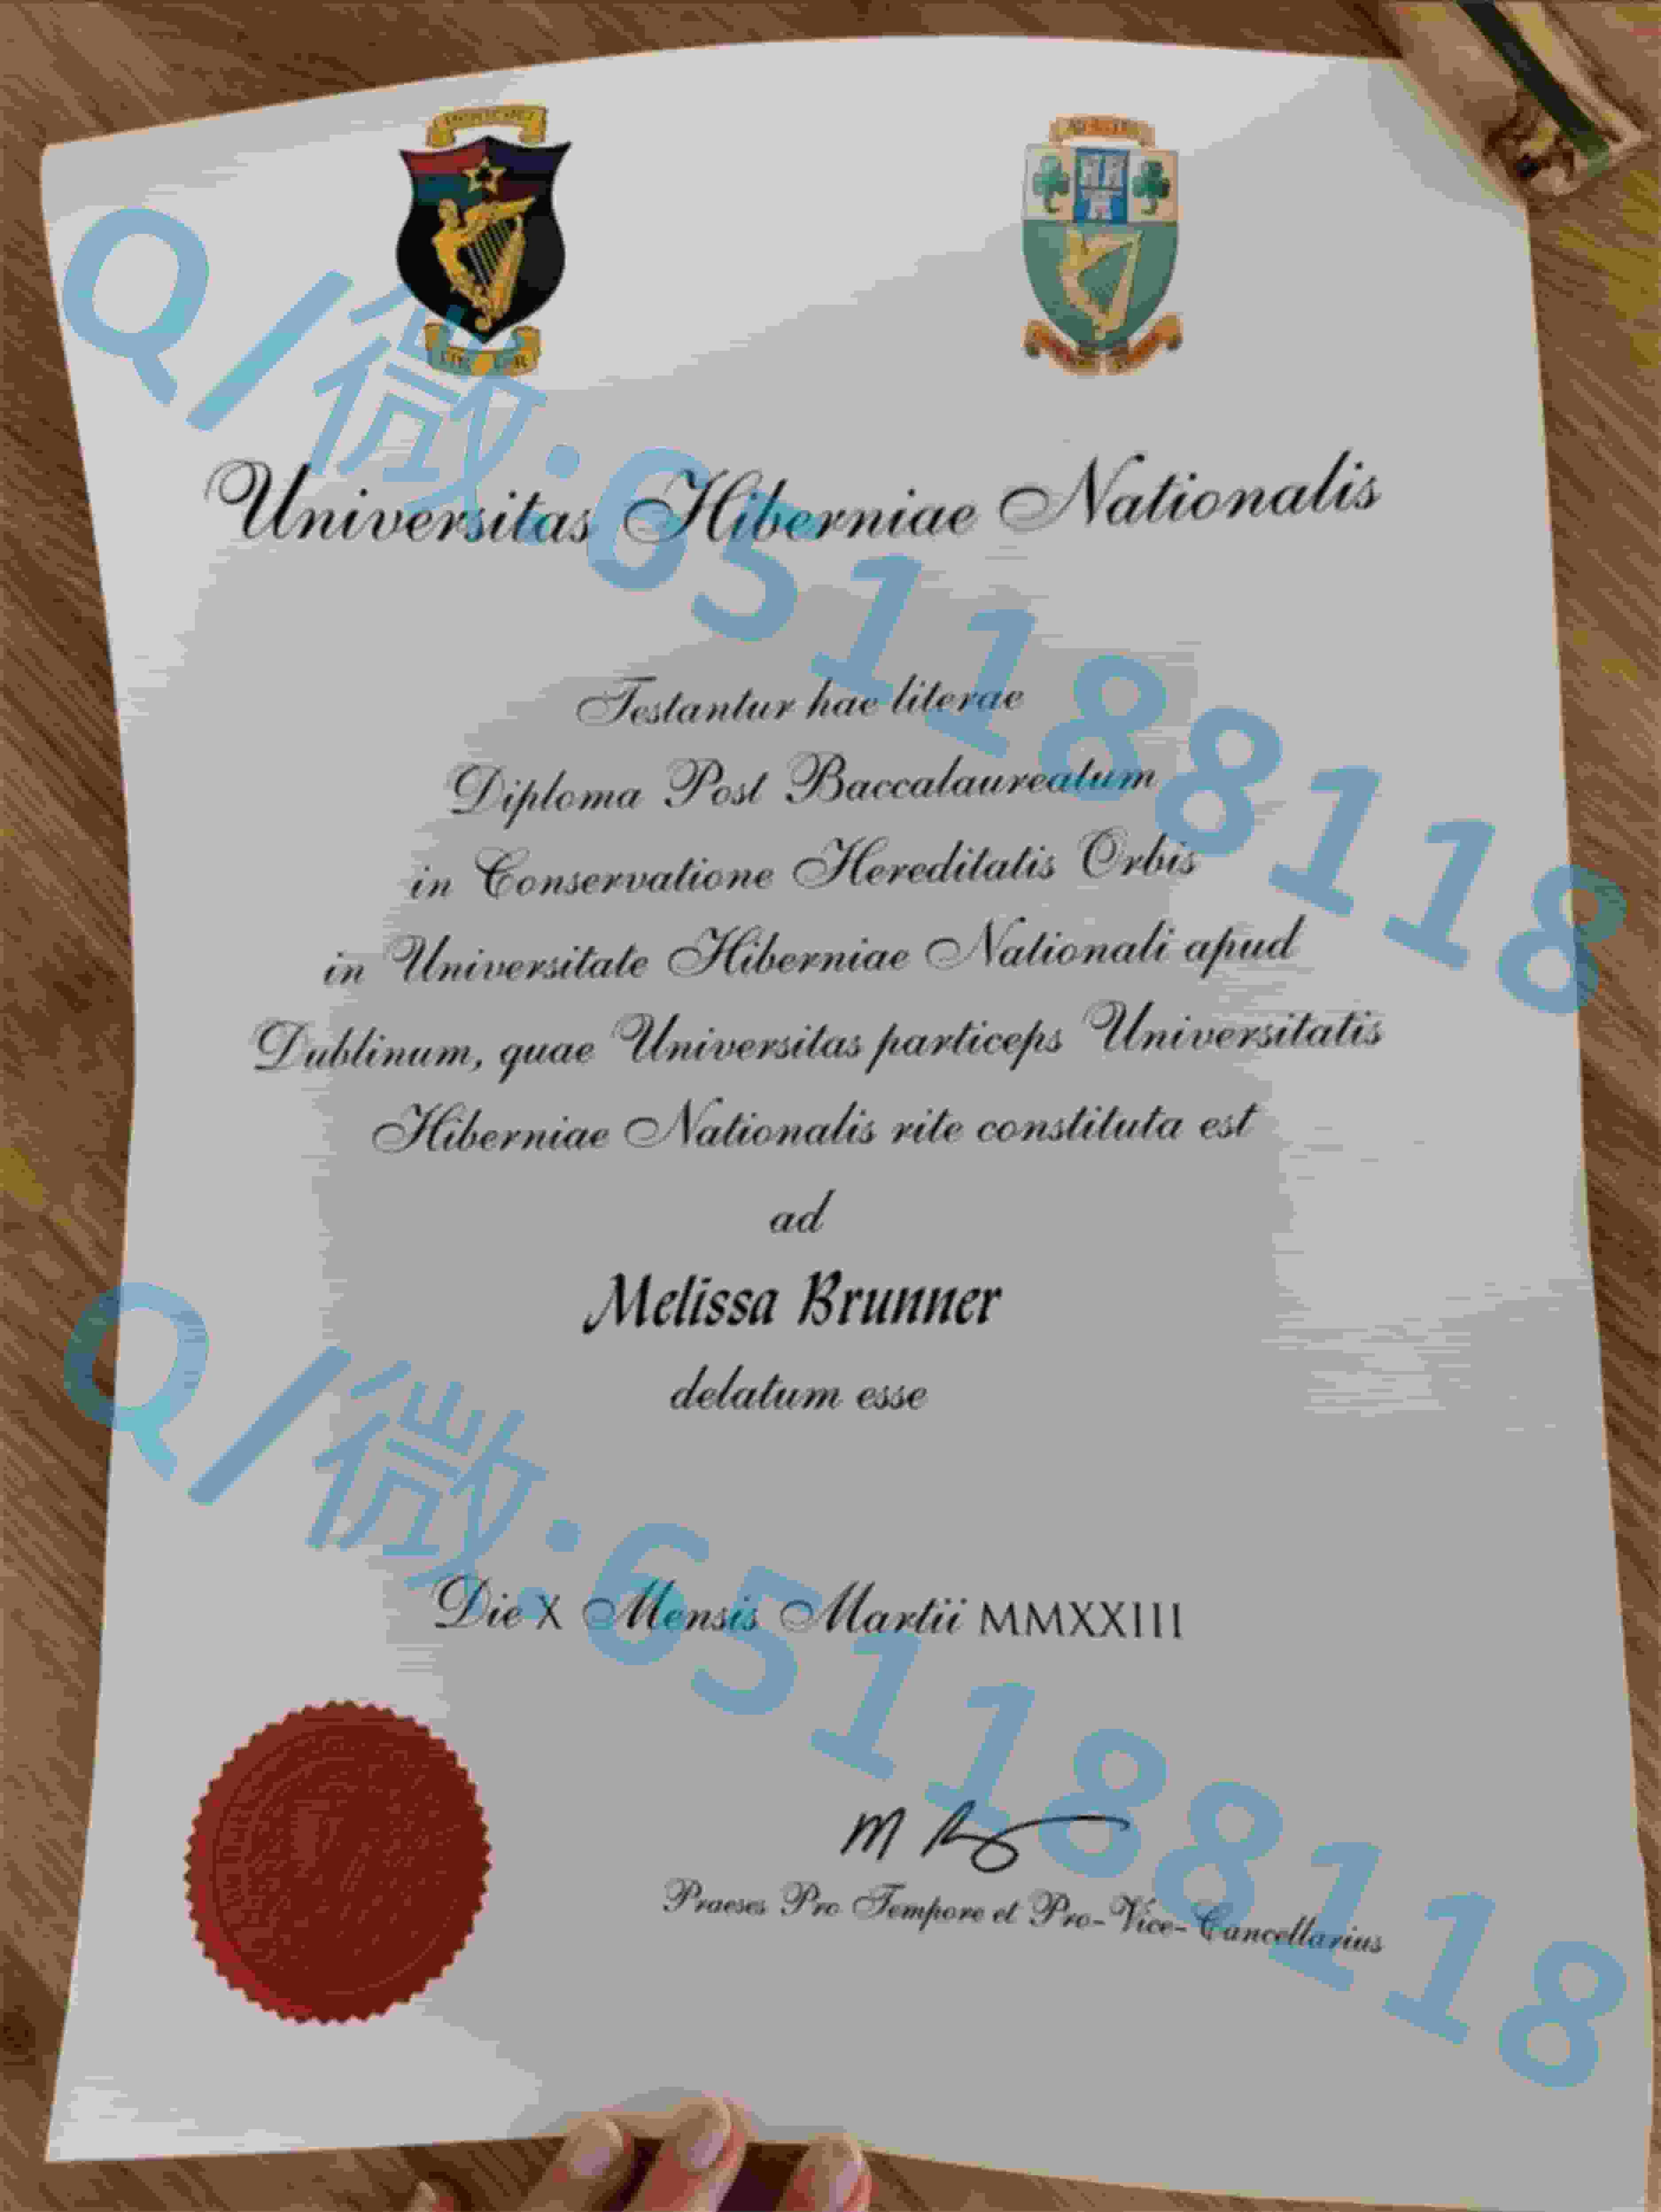 Universitas Hiberniae Nationalis
Testantur hae literae
Diploma Post Baccalaureatum
in Conservatione Hereditatis Orbis
in Universitate Hiberniae Nationali apud
Dublinum, quae Universitas particeps Universitatis
Hiberniae Nationalis rite constituta est
ad
Melissa Brunner
delatum esse
Die X Mensis Martii MMXXIII
Praeses Pro Tempore et Pro-Vice-Cancellarius
Q/微:651188118
Q/微:651188118